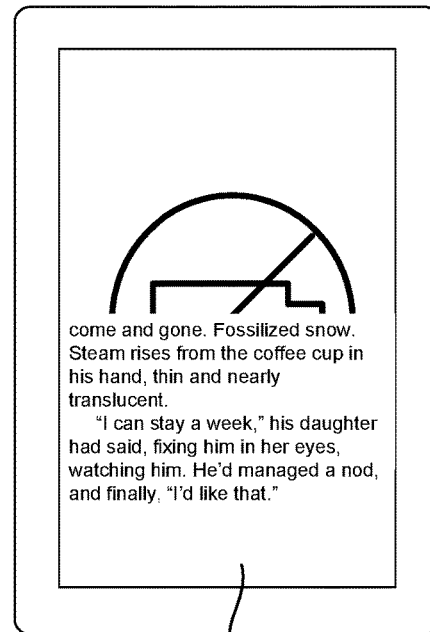 come and gone. Fossilized snow.
Steam rises from the coffee cup in
his hand, thin and nearly
translucent.
“I can stay a week,” his daughter
had said, fixing him in her eyes,
watching him. He’d managed a nod,
and finally, “I’d like that.”